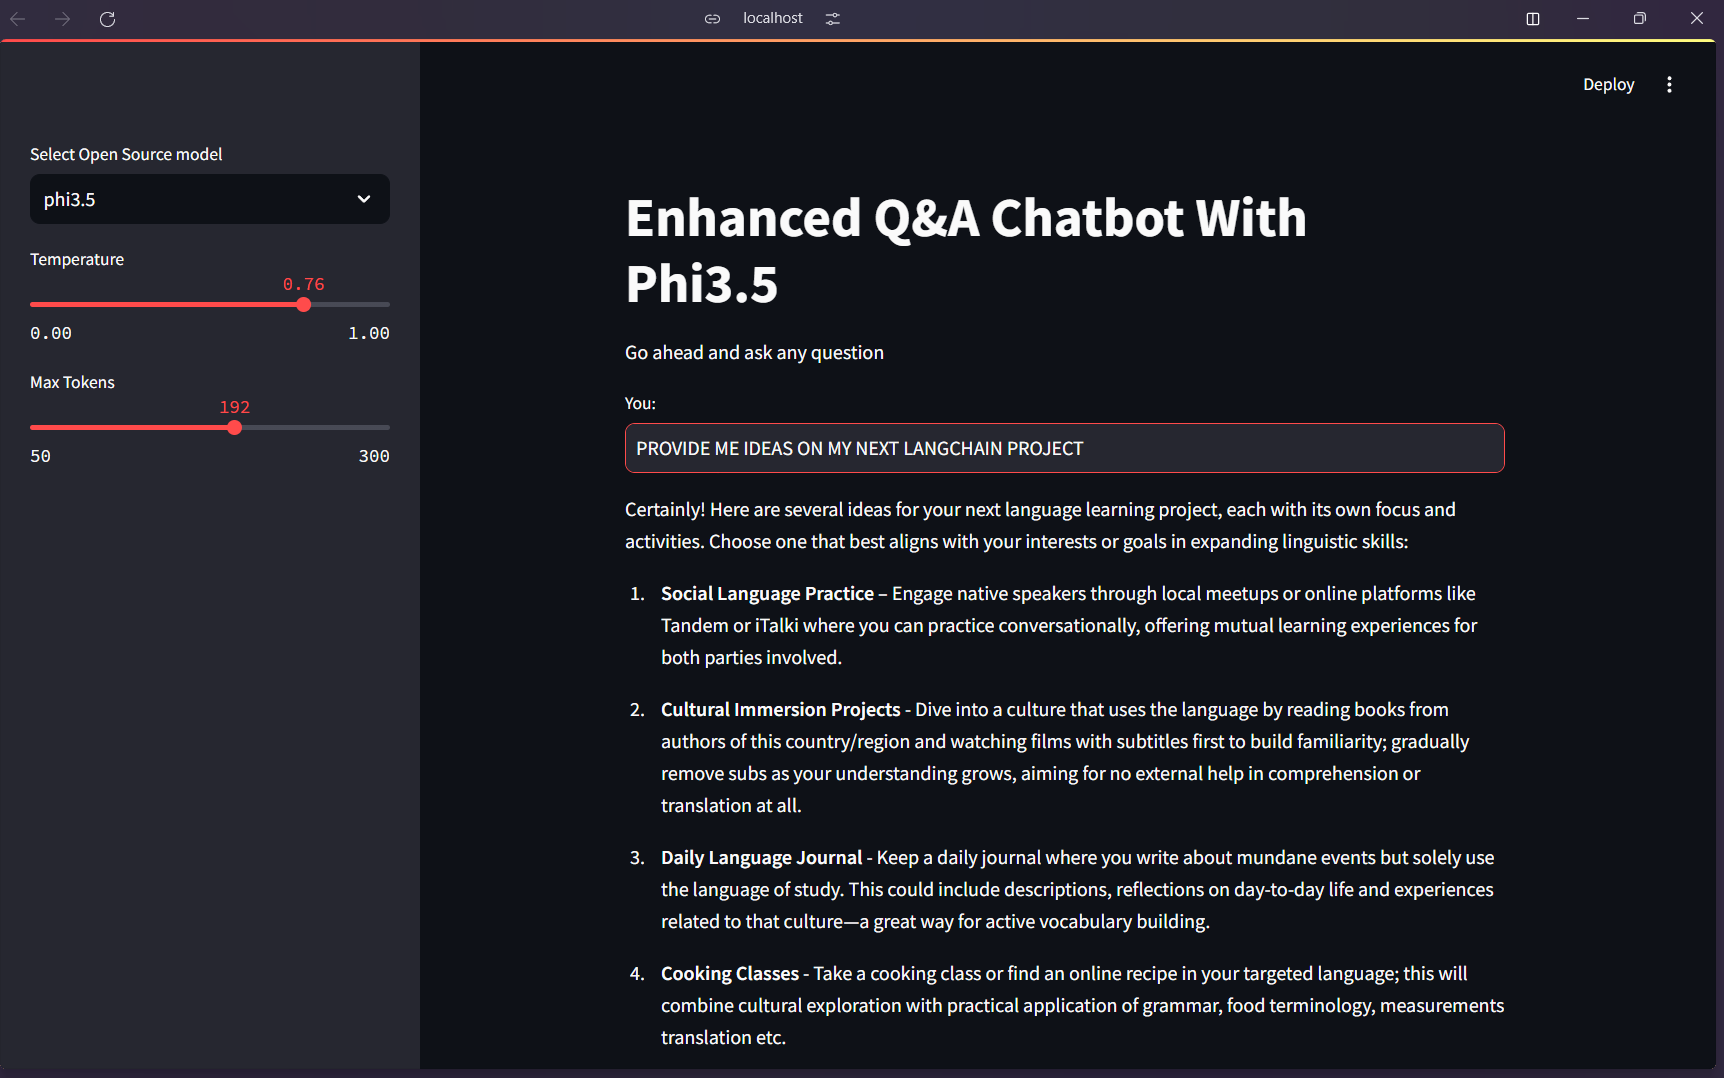 localhost
Deploy
Select Open Source model
phi3.5
Temperature
0.76
0.00 1.00
Max Tokens
192
50 300
Enhanced Q&A Chatbot With
Phi3.5
Go ahead and ask any question
You:
PROVIDE ME IDEAS ON MY NEXT LANGCHAIN PROJECT
Certainly! Here are several ideas for your next language learning project, each with its own focus and
activities. Choose one that best aligns with your interests or goals in expanding linguistic skills:
1. Social Language Practice – Engage native speakers through local meetups or online platforms like
Tandem or iTalki where you can practice conversationally, offering mutual learning experiences for
both parties involved.
2. Cultural Immersion Projects - Dive into a culture that uses the language by reading books from
authors of this country/region and watching films with subtitles first to build familiarity; gradually
remove subs as your understanding grows, aiming for no external help in comprehension or
translation at all.
3. Daily Language Journal - Keep a daily journal where you write about mundane events but solely use
the language of study. This could include descriptions, reflections on day-to-day life and experiences
related to that culture—a great way for active vocabulary building.
4. Cooking Classes - Take a cooking class or find an online recipe in your targeted language; this will
combine cultural exploration with practical application of grammar, food terminology, measurements
translation etc.